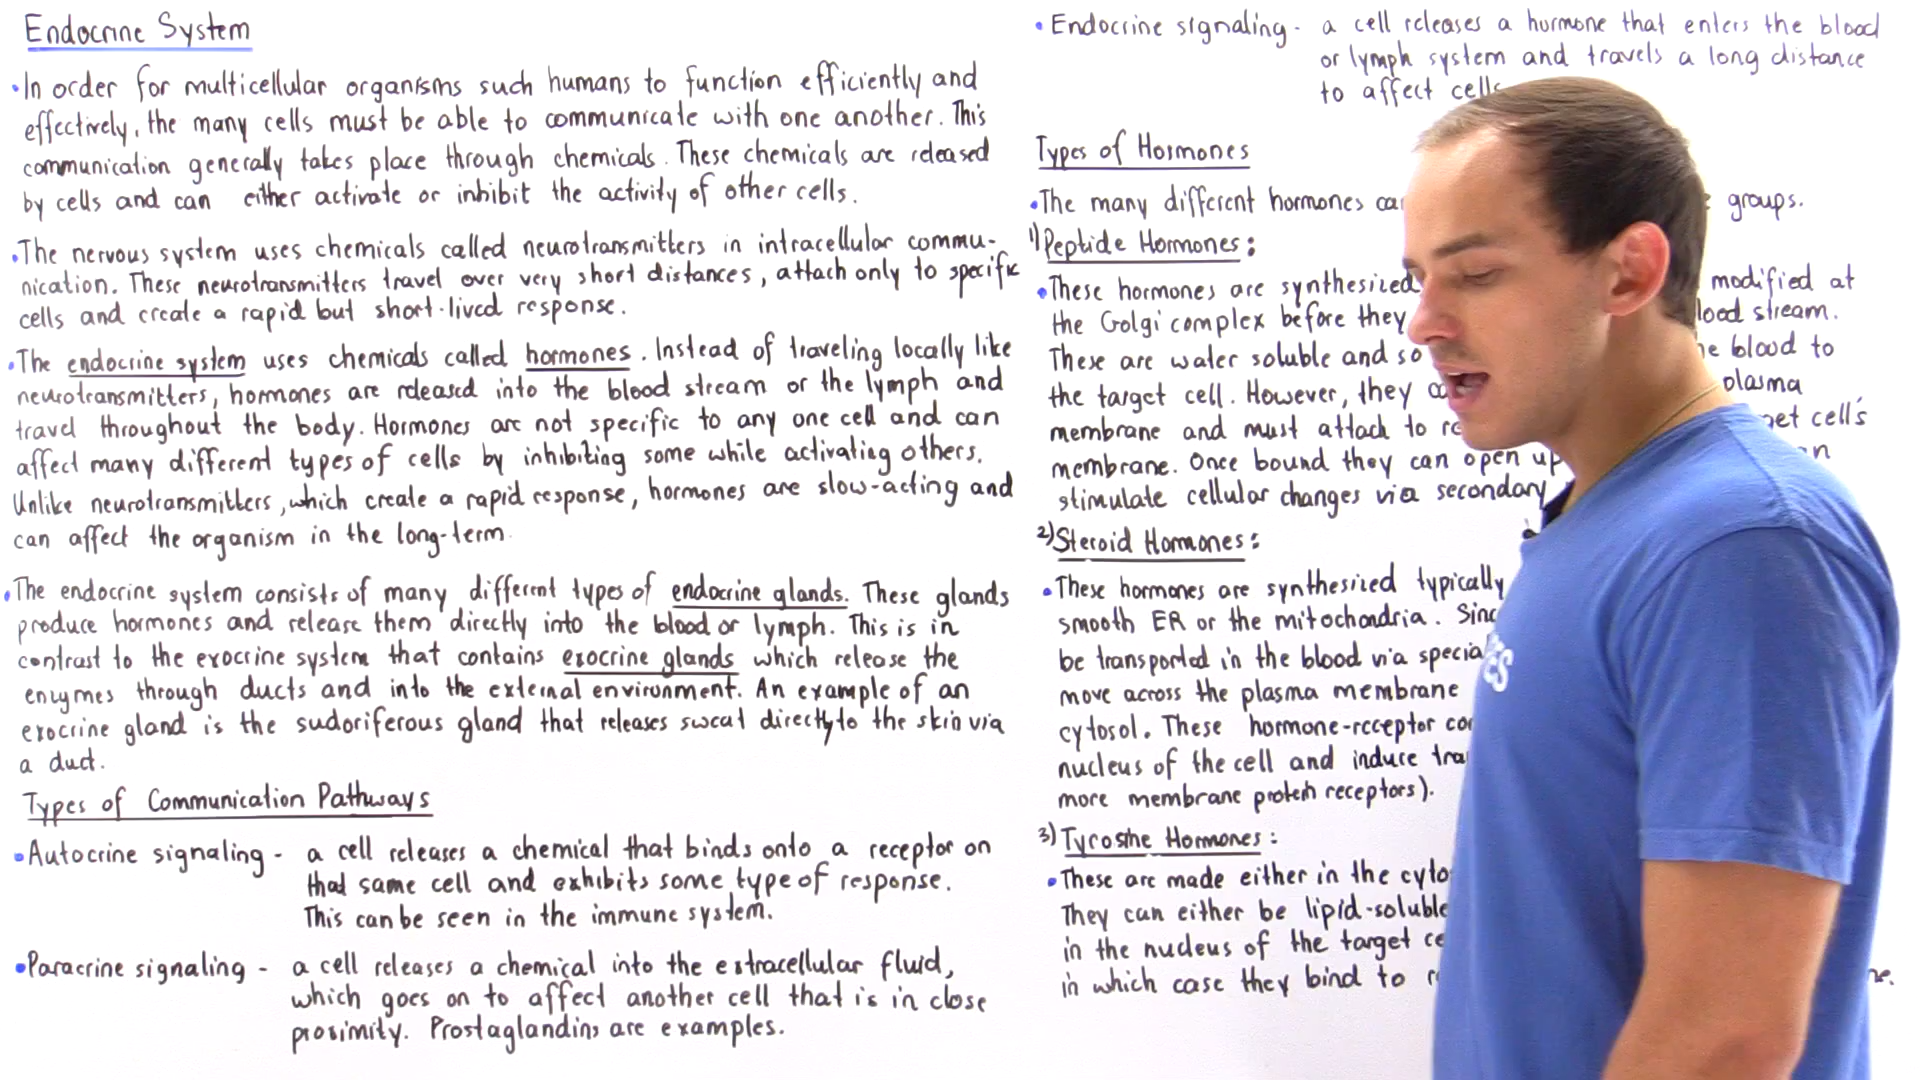 Endocrine System
•In order for multicellular organisms such humans to function efficiently and
effectively, the many cells must be able to communicate with one another. This
communication generally takes place through chemicals. These chemicals are released
by cells and can either activate or inhibit the activity of other cells.
•The nervous system uses chemicals called neurotransmitters in intracellular commu-
nication. These neurotransmitters travel over very short distances, attach only to specific
cells and create a rapid but short-lived response.
•The endocrine system uses chemicals called hormones. Instead of traveling locally like
neurotransmitters, hormones are released into the blood stream or the lymph and
travel throughout the body. Hormones are not specific to any one cell and can
affect many different types of cells by inhibiting some while activating others.
Unlike neurotransmitters, which create a rapid response, hormones are slow-acting and
can affect the organism in the long-term.
•The endocrine system consists of many different types of endocrine glands. These glands
produce hormones and release them directly into the blood or lymph. This is in
contrast to the exocrine system that contains exocrine glands which release the
enzymes through ducts and into the external environment. An example of an
exocrine gland is the sudoriferous gland that releases sweat directly to the skin via
a duct.
Types of Communication Pathways
•Autocrine signaling - a cell releases a chemical that binds onto a receptor on
that same cell and exhibits some type of response.
This can be seen in the immune system.
•Paracrine signaling - a cell releases a chemical into the extracellular fluid,
which goes on to affect another cell that is in close
proximity. Prostaglandins are examples.
•Endocrine signaling - a cell releases a hormone that enters the blood
or lymph system and travels a long distance
to affect cells
Types of Hormones
•The many different hormones groups.
1) Peptide Hormones:
•These hormones are synthesized modified at
the Golgi complex before they stream.
These are water soluble and so blood to
the target cell. However, they plasma
membrane and must attach to cell's
membrane. Once bound they can open up
stimulate cellular changes via secondary
2) Steroid Hormones:
•These hormones are synthesized typically
smooth ER or the mitochondria.
be transported in the blood via
move across the plasma membrane
cytosol. These hormone-receptor
nucleus of the cell and induce
more membrane protein receptors).
3) Tyrosine Hormones:
•These are made either in the
They can either be lipid-soluble
in the nucleus of the target
in which case they bind to